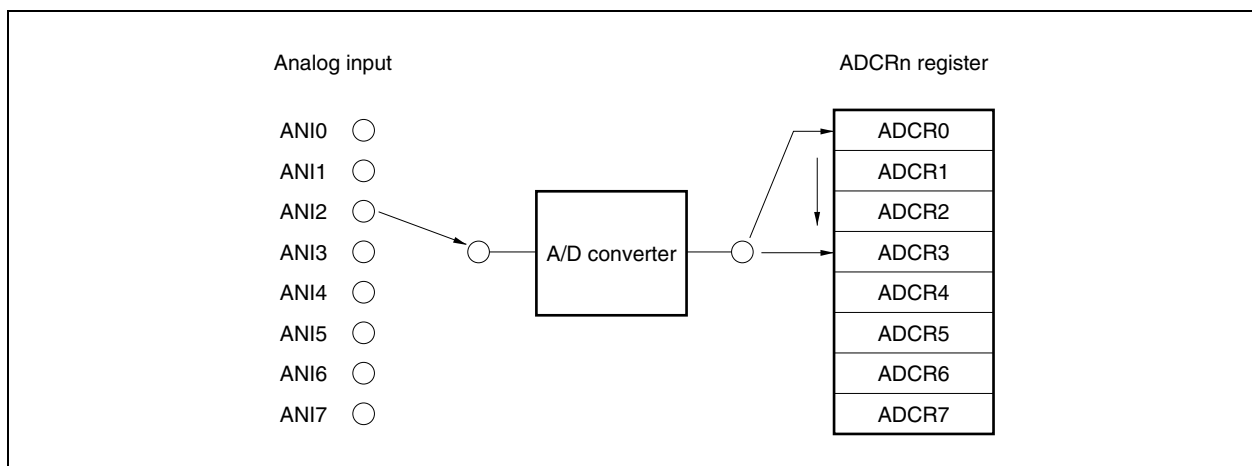 Analog input
ANI0
ANI1
ANI2
ANI3
ANI4
ANI5
ANI6
ANI7
A/D converter
ADCRn register
ADCR0
ADCR1
ADCR2
ADCR3
ADCR4
ADCR5
ADCR6
ADCR7